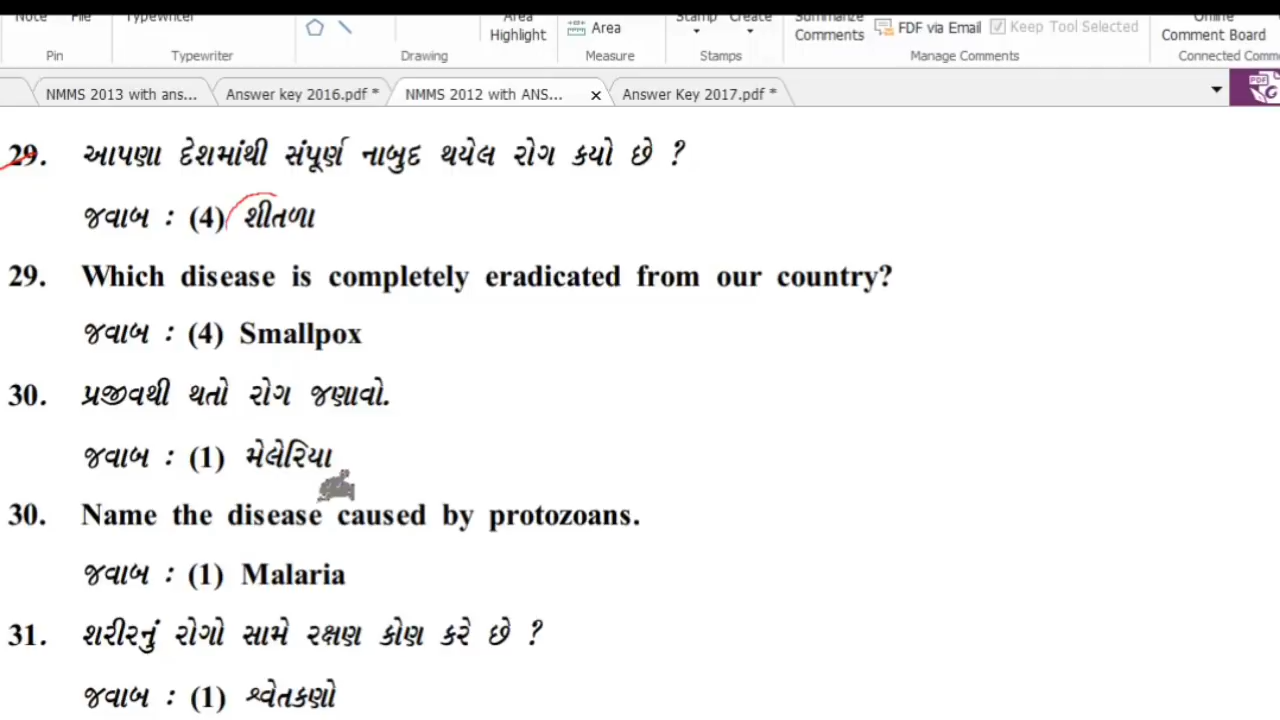 Note File Typewriter Area Highlight Area Stamp Create Summarize Comments FDF via Email Keep Tool Selected Online Comment Board
Pin Typewriter Drawing Measure Stamps Manage Comments Connected Comm
NMMS 2013 with ans... Answer key 2016.pdf * NMMS 2012 with ANS... x Answer Key 2017.pdf *
29. આપણા દેશમાંથી સંપૂર્ણ નાબુદ થયેલ રોગ કયો છે ?
જવાબ : (4) શીતળા
29. Which disease is completely eradicated from our country?
જવાબ : (4) Smallpox
30. પ્રજીવથી થતો રોગ જણાવો.
જવાબ : (1) મેલેરિયા
30. Name the disease caused by protozoans.
જવાબ : (1) Malaria
31. શરીરનું રોગો સામે રક્ષણ કોણ કરે છે ?
જવાબ : (1) શ્વેતકણો